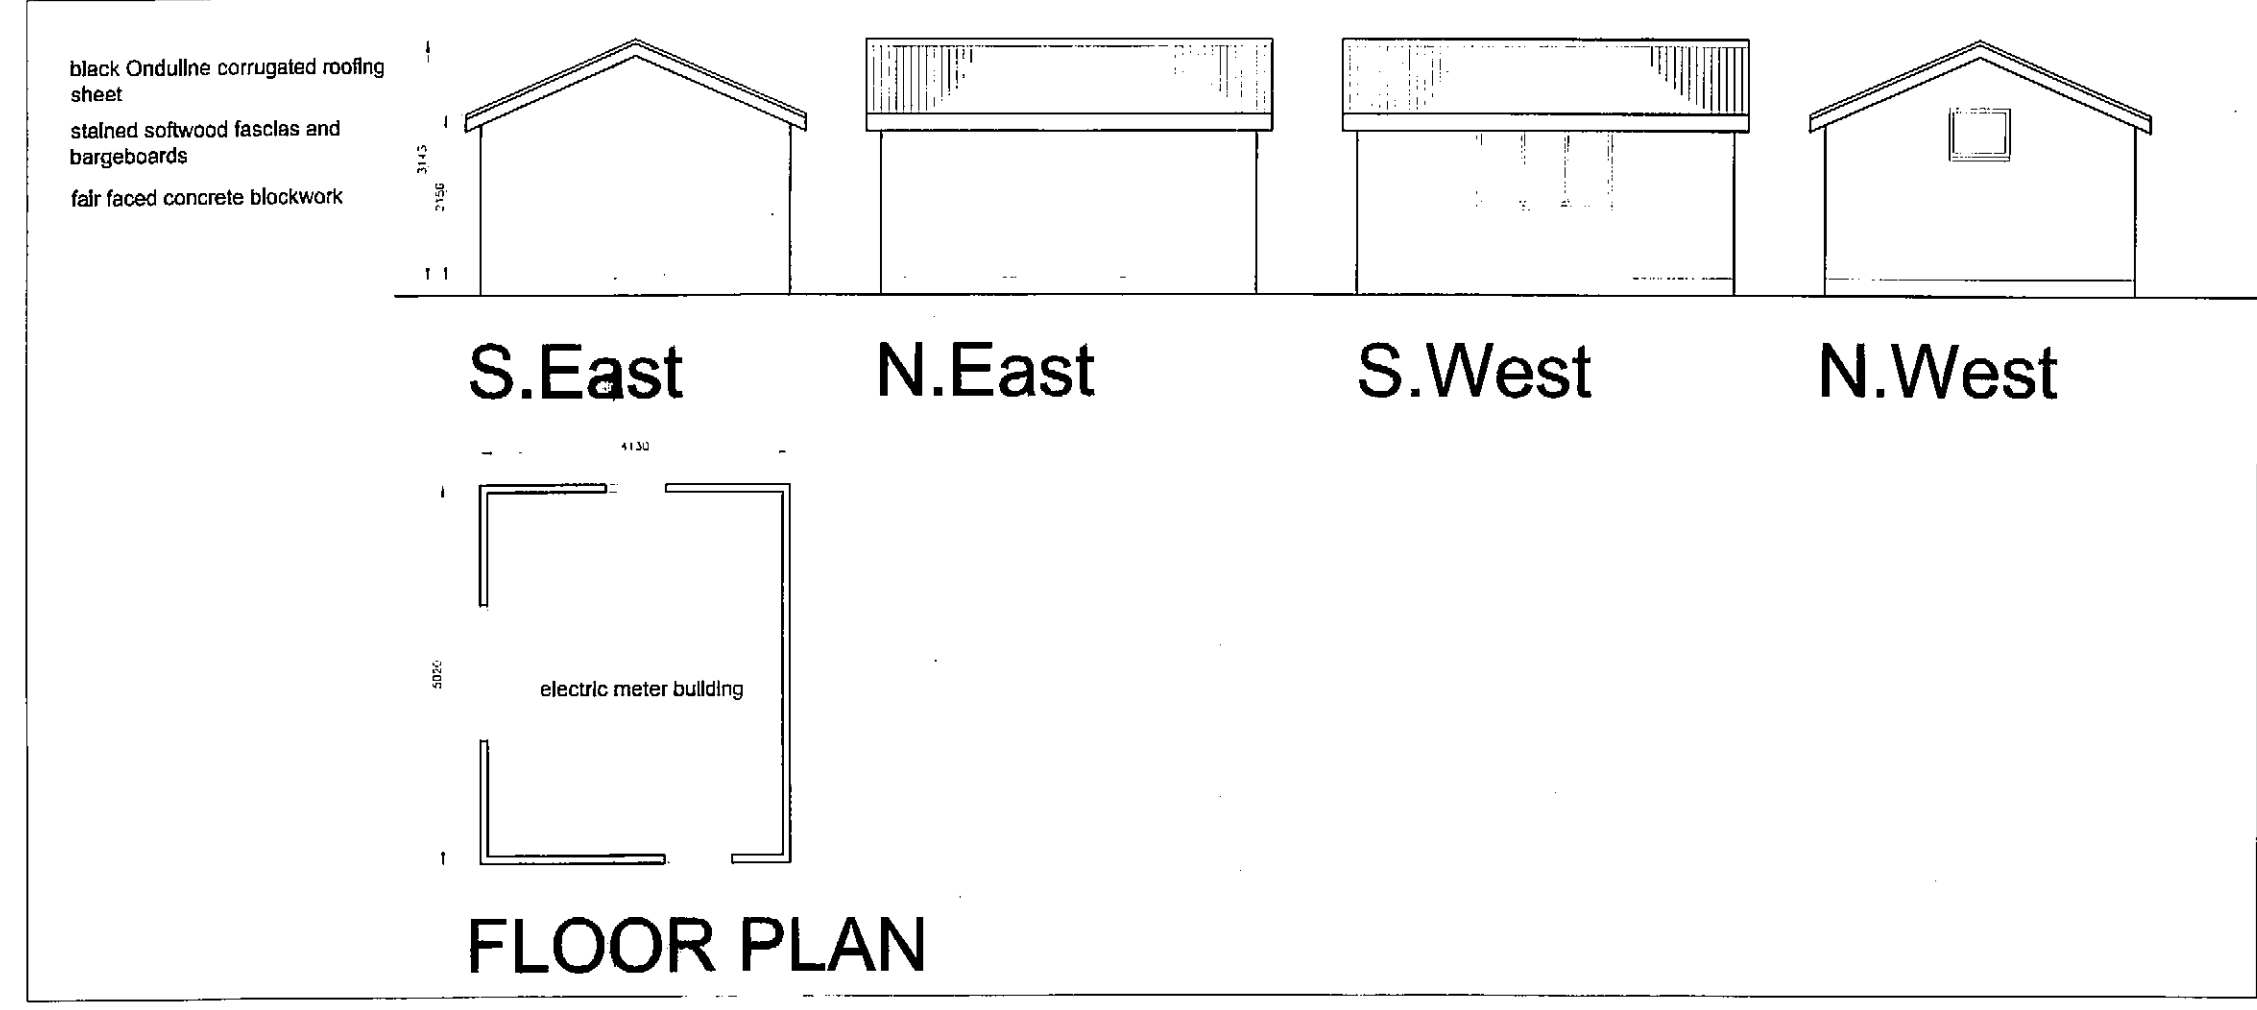 black Onduline corrugated roofing
sheet
stained softwood fascias and
bargeboards
fair faced concrete blockwork
3145
2156
S.East
N.East
S.West
N.West
4130
5020
electric meter building
FLOOR PLAN